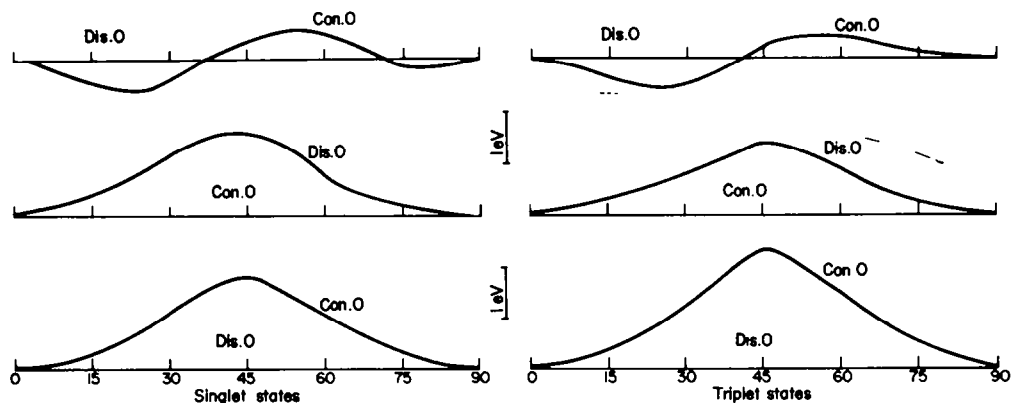 Dis.O
Con.O
Dis.O
Con.O
1eV
Dis.O
Con.O
Dis.O
Con.O
1eV
Con.O
Dis.O
Con O
Dis.O
0 15 30 45 60 75 90
0 15 30 45 60 75 90
Singlet states
Triplet states